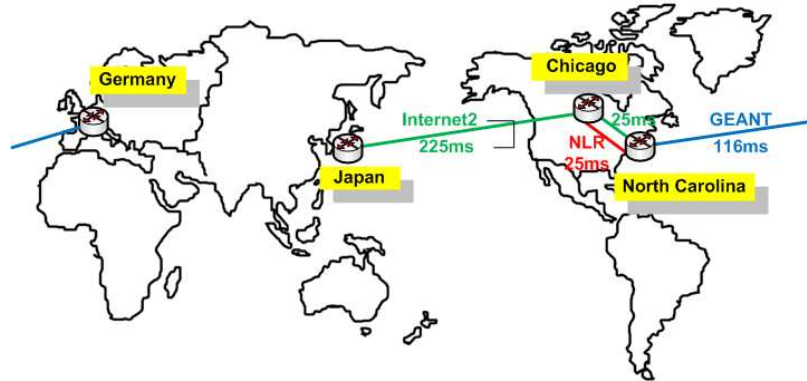 Germany
Chicago
Internet2
225ms
25ms
GEANT
116ms
NLR
25ms
Japan
North Carolina